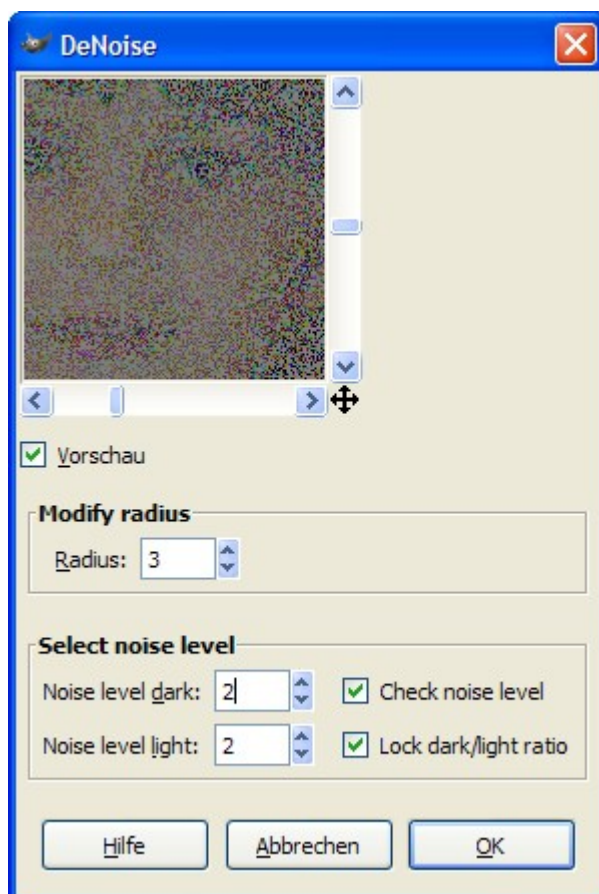 DeNoise
Vorschau
Modify radius
Radius: 3
Select noise level
Noise level dark: 2 Check noise level
Noise level light: 2 Lock dark/light ratio
Hilfe Abbrechen OK